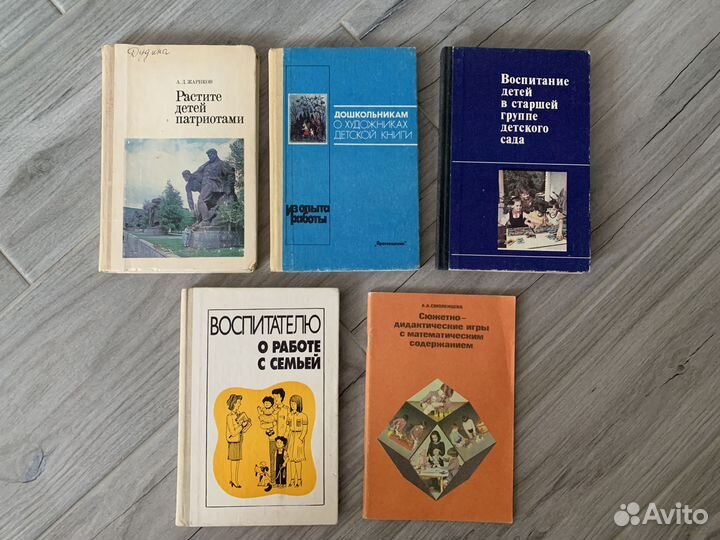 Дудина
А. Д. ЖАРИКОВ
Растите
детей
патриотами
ДОШКОЛЬНИКАМ
О ХУДОЖНИКАХ
ДЕТСКОЙ КНИГИ
из опыта
работы
"Просвещение"
Воспитание
детей
в старшей
группе
детского
сада
ВОСПИТАТЕЛЮ
О РАБОТЕ
С СЕМЬЕЙ
А.А.СМОЛЕНЦЕВА
Сюжетно-
дидактические игры
с математическим
содержанием
Avito